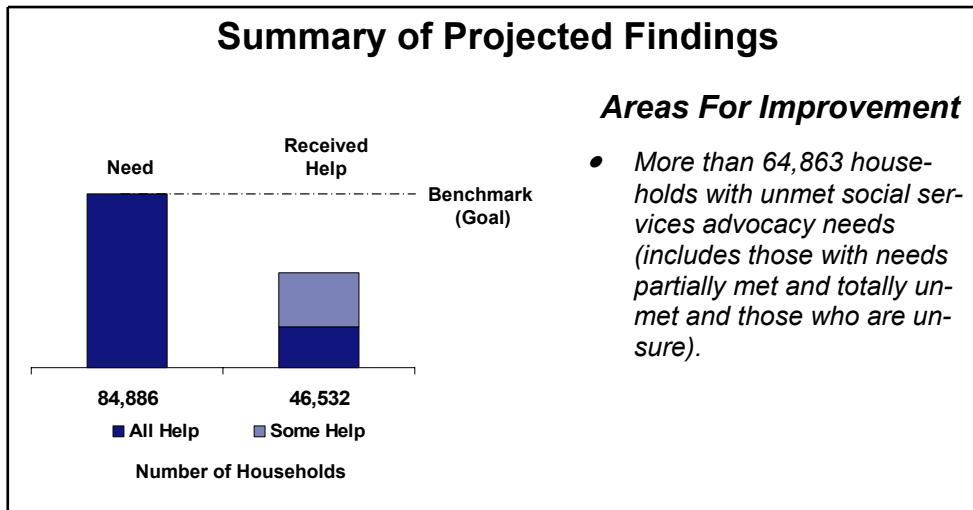 Summary of Projected Findings
Need
Received
Help
Benchmark
(Goal)
84,886
46,532
All Help
Some Help
Number of Households
Areas For Improvement
• More than 64,863 house-
holds with unmet social ser-
vices advocacy needs
(includes those with needs
partially met and totally un-
met and those who are un-
sure).